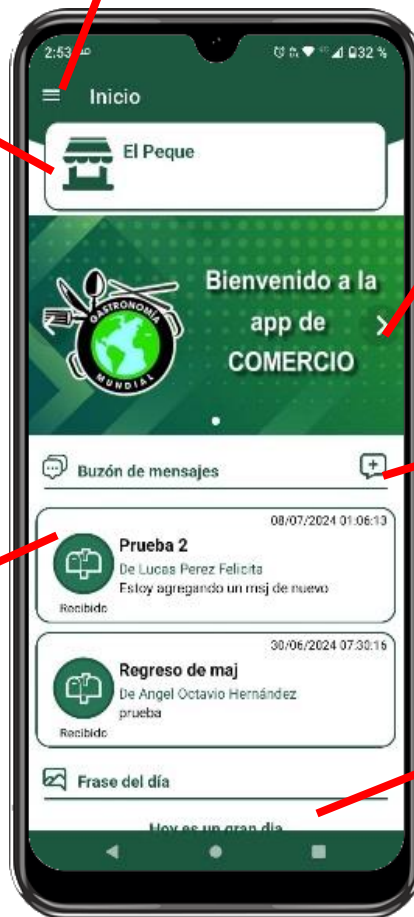 2:53
32 %
Inicio
El Peque
GASTRONOMÍA
MUNDIAL
Bienvenido a la
app de
COMERCIO
Buzón de mensajes
08/07/2024 01:06:13
Prueba 2
De Lucas Perez Felicita
Estoy agregando un msj de nuevo
Recibido
30/06/2024 07:30:16
Regreso de maj
De Angel Octavio Hernández
prueba
Recibido
Frase del día
Hoy es un gran día